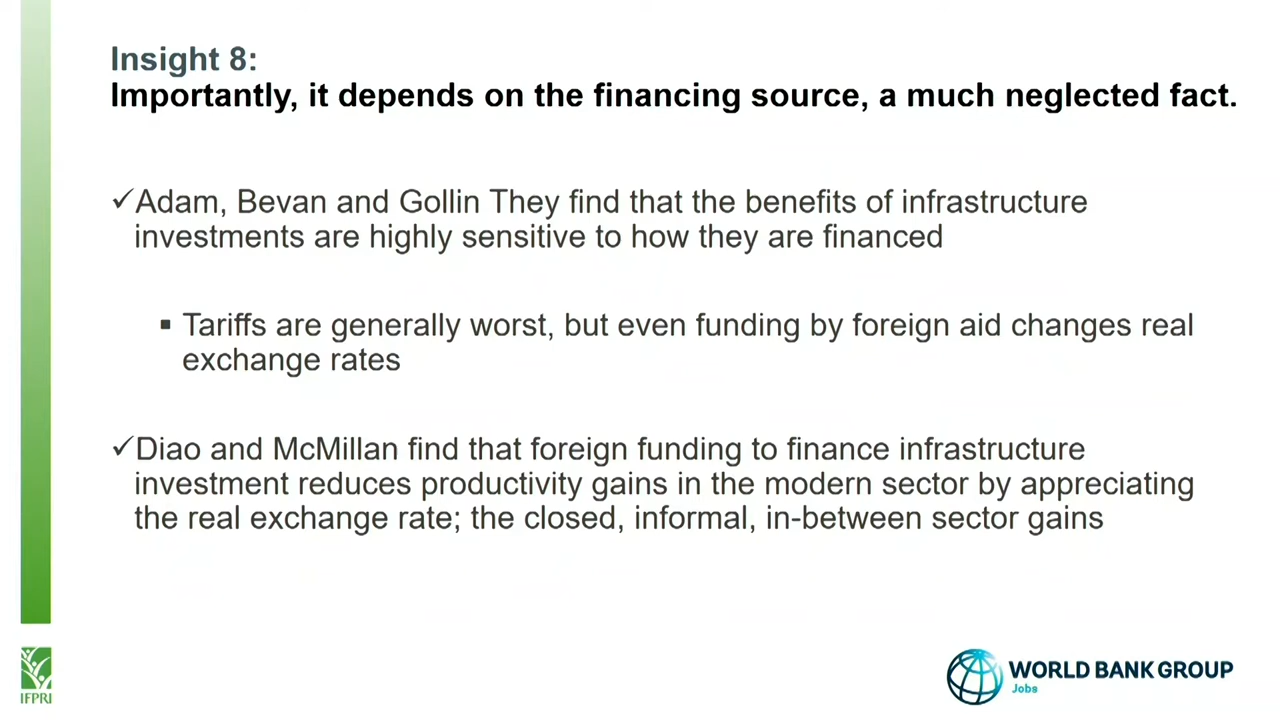 Insight 8:
Importantly, it depends on the financing source, a much neglected fact.
✓Adam, Bevan and Gollin They find that the benefits of infrastructure
investments are highly sensitive to how they are financed
▪ Tariffs are generally worst, but even funding by foreign aid changes real
exchange rates
✓Diao and McMillan find that foreign funding to finance infrastructure
investment reduces productivity gains in the modern sector by appreciating
the real exchange rate; the closed, informal, in-between sector gains
IFPRI
WORLD BANK GROUP
Jobs